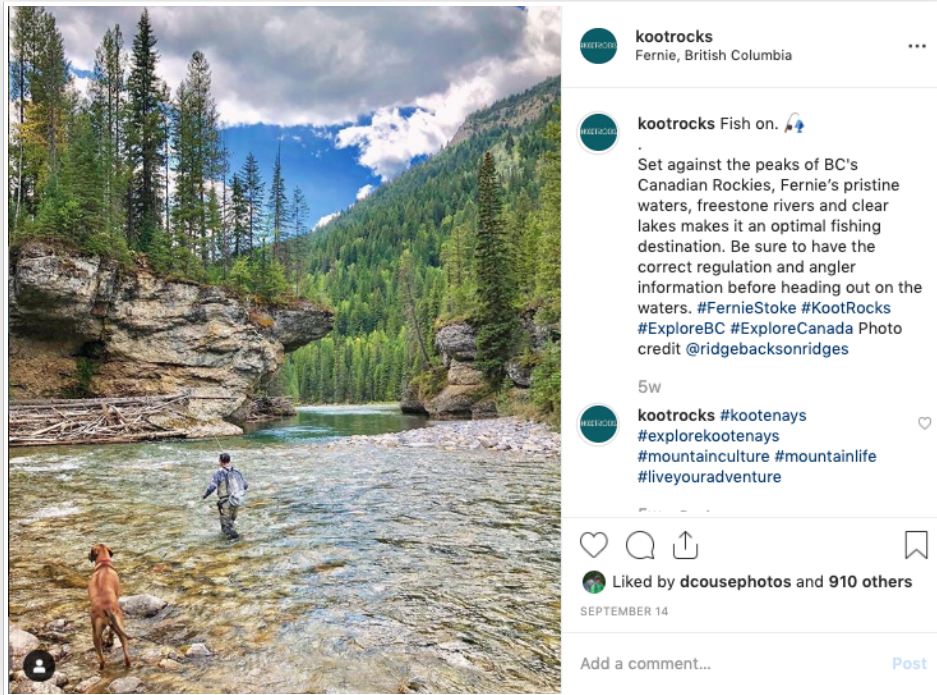 kootrocks
Fernie, British Columbia
kootrocks Fish on.
.
Set against the peaks of BC's
Canadian Rockies, Fernie's pristine
waters, freestone rivers and clear
lakes makes it an optimal fishing
destination. Be sure to have the
correct regulation and angler
information before heading out on the
waters. #FernieStoke #KootRocks
#ExploreBC #ExploreCanada Photo
credit @ridgebacksonridges
5w
kootrocks #kootenays
#explorekootenays
#mountainculture #mountainlife
#liveyouradventure
Liked by dcousephotos and 910 others
SEPTEMBER 14
Add a comment... Post